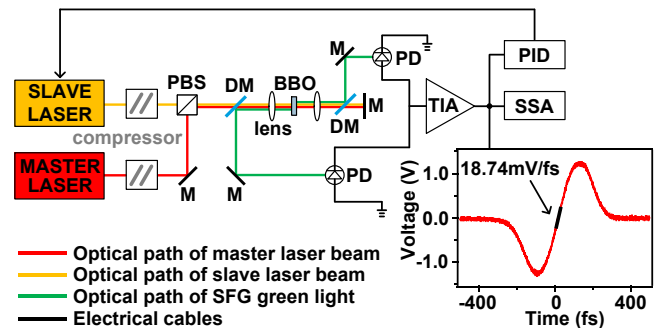 SLAVE
LASER
compressor
MASTER
LASER
PBS
M
DM
BBO
lens
M
DM
M
M
PD
PD
TIA
PID
SSA
18.74mV/fs
Voltage (V)
1.0
0.0
-1.0
-400
0
400
Time (fs)
Optical path of master laser beam
Optical path of slave laser beam
Optical path of SFG green light
Electrical cables